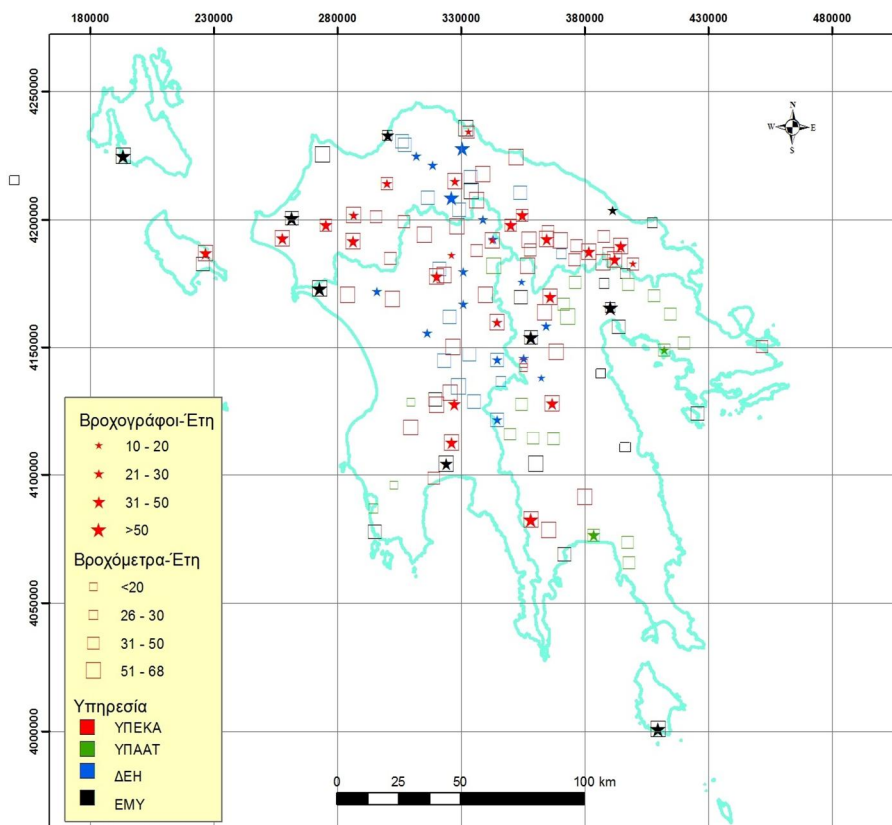 180000 230000 280000 330000 380000 430000 480000
4250000
N
W E
S
4200000
4150000
4100000
4050000
4000000
Βροχογράφοι-Έτη
10 - 20
21 - 30
31 - 50
>50
Βροχόμετρα-Έτη
<20
26 - 30
31 - 50
51 - 68
Υπηρεσία
ΥΠΕΚΑ
ΥΠΑΑΤ
ΔΕΗ
ΕΜΥ
0 25 50 100 km